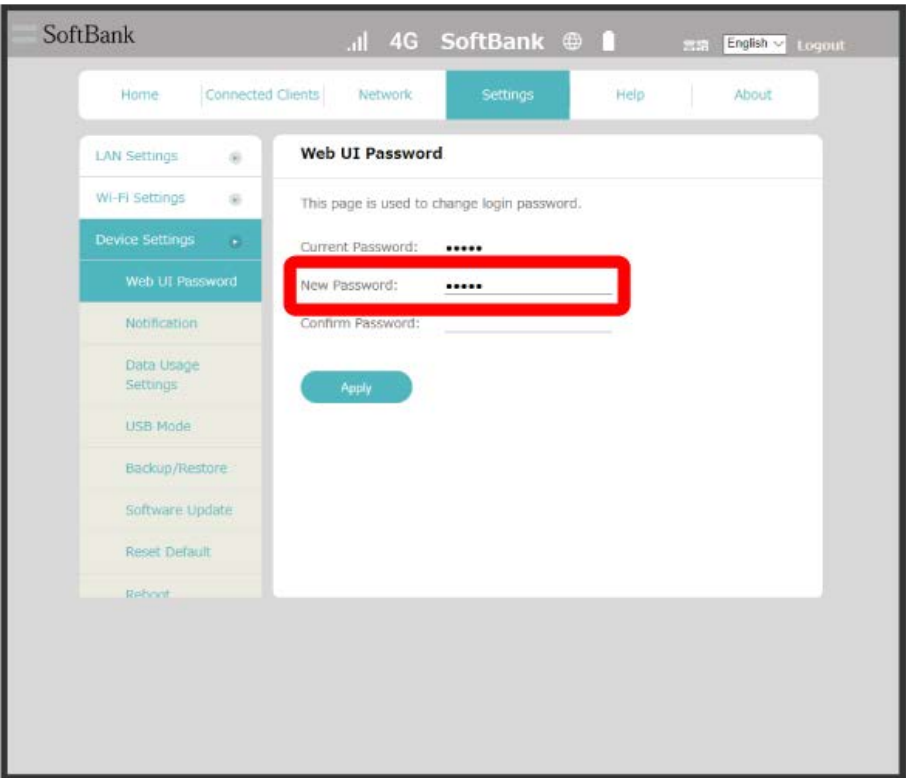 SoftBank
4G SoftBank 言語 English Logout
Home Connected Clients Network Settings Help About
LAN Settings
Wi-Fi Settings
Device Settings
Web UI Password
Notification
Data Usage
Settings
USB Mode
Backup/Restore
Software Update
Reset Default
Reboot
Web UI Password
This page is used to change login password.
Current Password: •••••
New Password: •••••
Confirm Password:
Apply